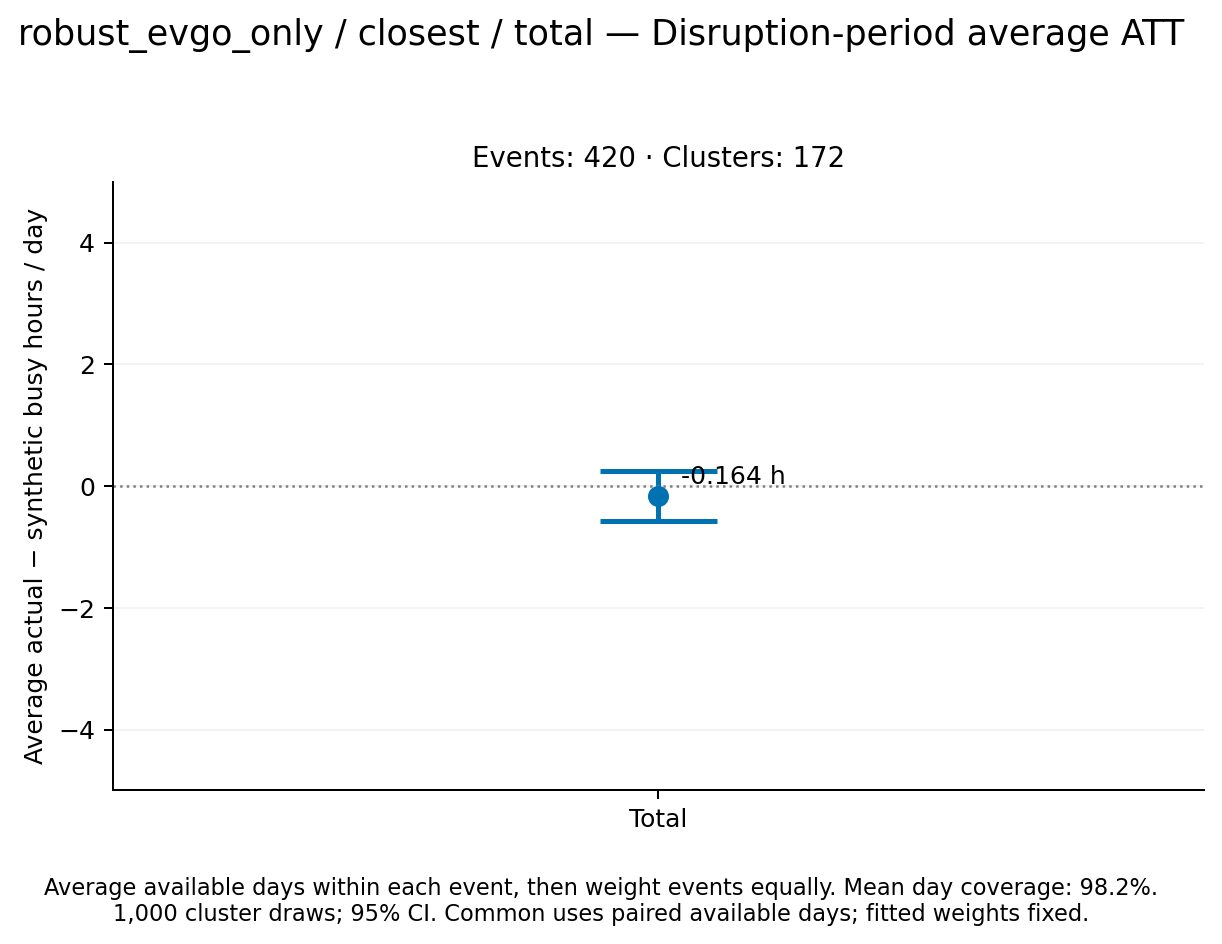 robust_evgo_only / closest / total — Disruption-period average ATT
Events: 420 · Clusters: 172
Average actual − synthetic busy hours / day
4
2
0
−2
−4
-0.164 h
Total
Average available days within each event, then weight events equally. Mean day coverage: 98.2%.
1,000 cluster draws; 95% CI. Common uses paired available days; fitted weights fixed.